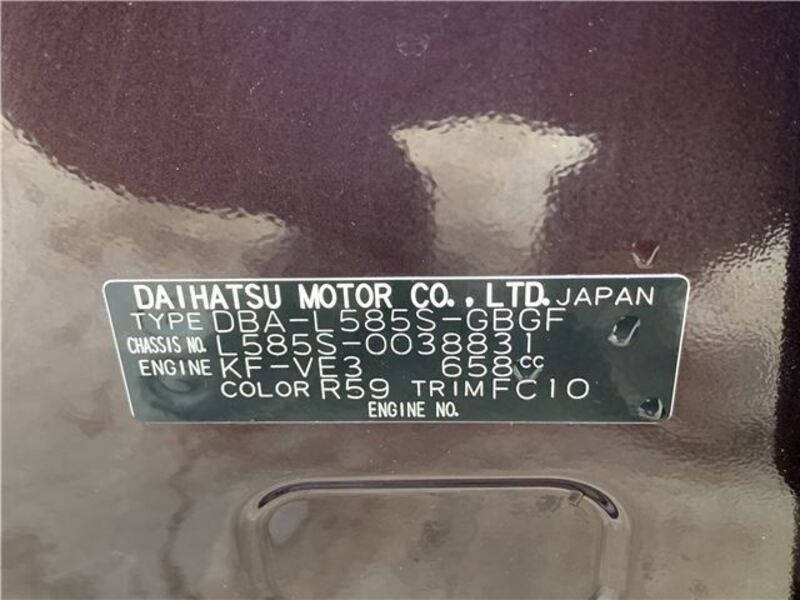 DAIHATSU MOTOR CO., LTD. JAPAN
TYPE DBA-L585S-GBGF
CHASSIS NO. L585S-0038831
ENGINE KF-VE3 658cc
COLOR R59 TRIM FC10
ENGINE NO.